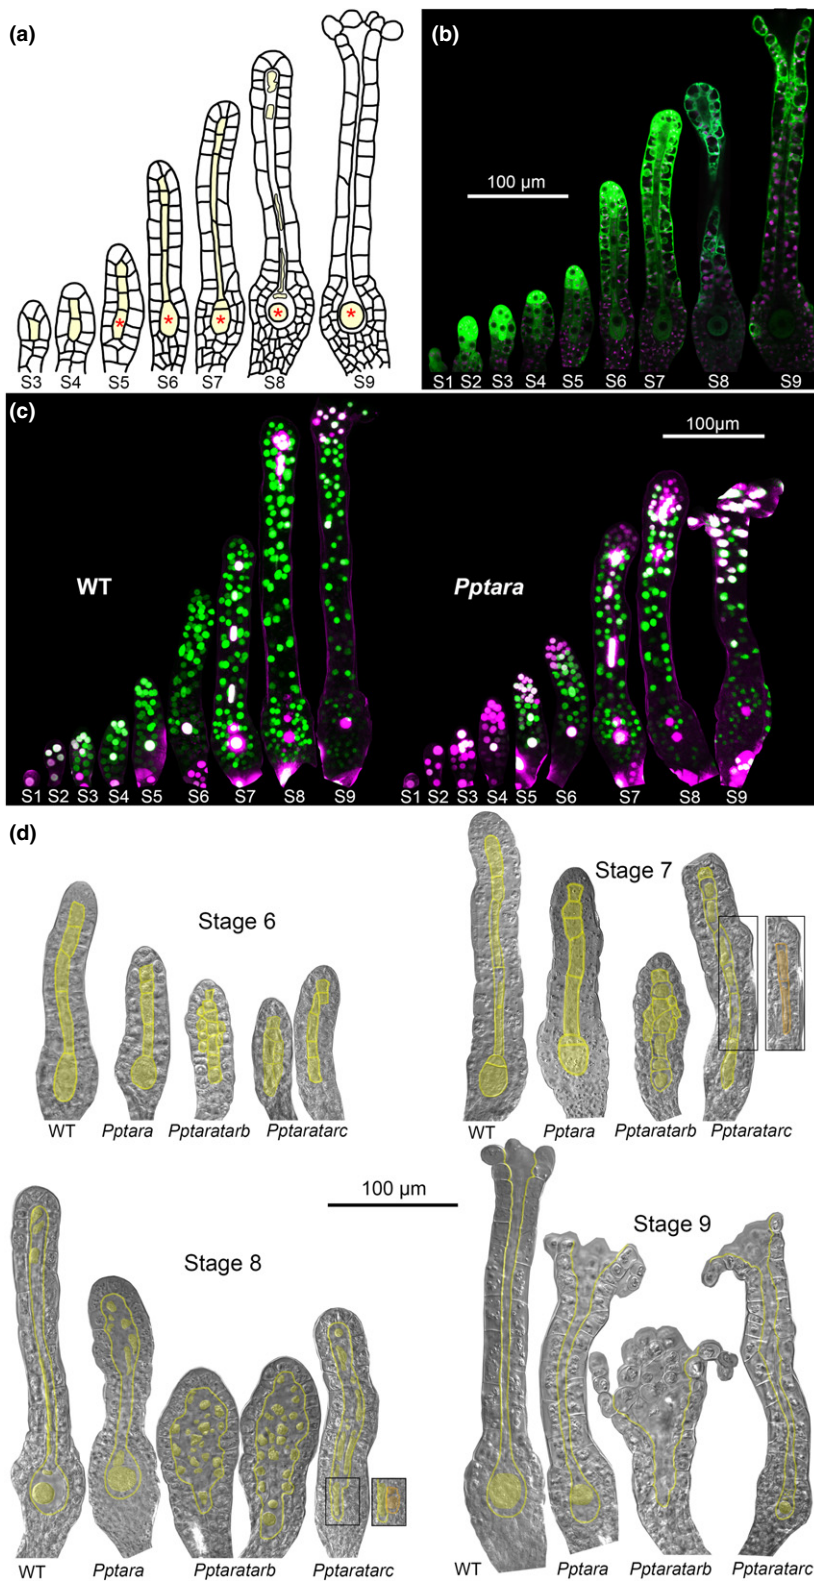 (a)
* * * * *
S3 S4 S5 S6 S7 S8 S9
(b)
100 μm
S1 S2 S3 S4 S5 S6 S7 S8 S9
(c)
100μm
WT Pptara
S1 S2 S3 S4 S5 S6 S7 S8 S9 S1 S2 S3 S4 S5 S6 S7 S8 S9
(d)
Stage 6
WT Pptara Pptaratarb Pptaratarc
Stage 7
WT Pptara Pptaratarb Pptaratarc
100 μm
Stage 8
WT Pptara Pptaratarb Pptaratarc
Stage 9
WT Pptara Pptaratarb Pptaratarc